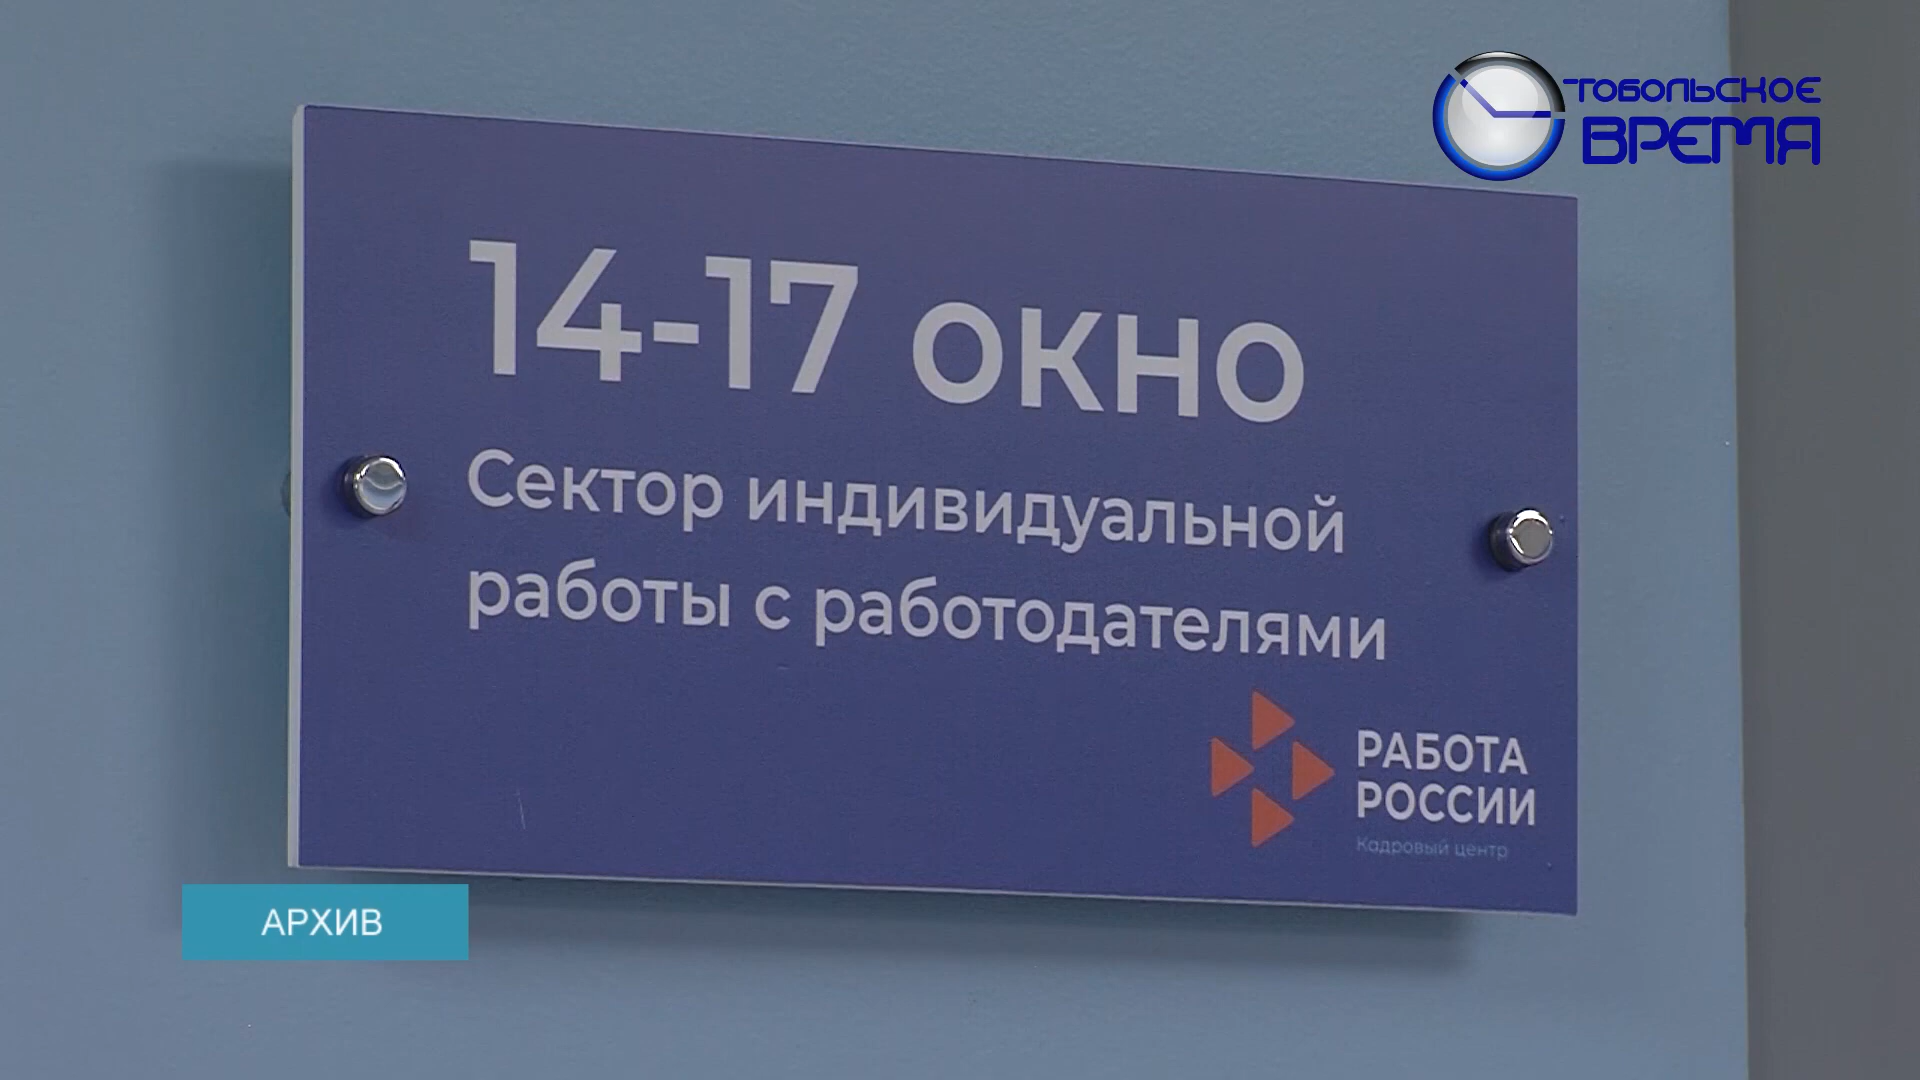 ТОБОЛЬСКОЕ
ВРЕМЯ
14-17 ОКНО
Сектор индивидуальной
работы с работодателями
РАБОТА
РОССИИ
Кадровый центр
АРХИВ